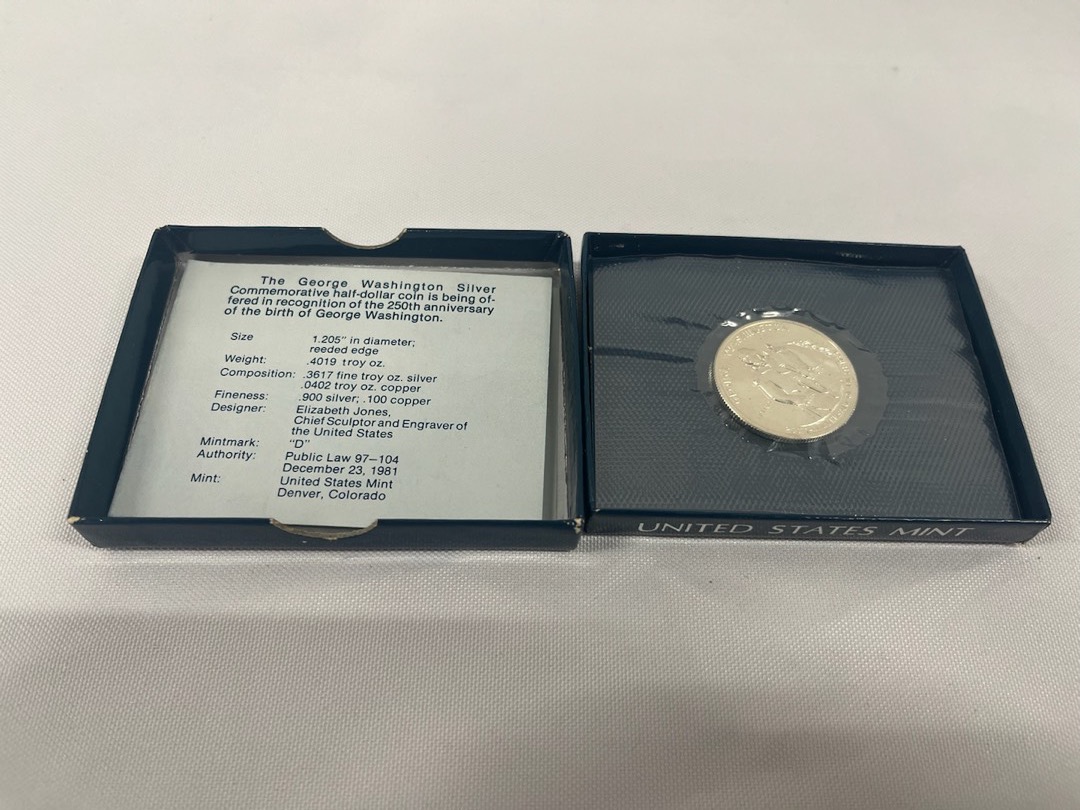 The George Washington Silver
Commemorative half-dollar coin is being of-
fered in recognition of the 250th anniversary
of the birth of George Washington.
Size 1.205" in diameter;
reeded edge
Weight: .4019 troy oz.
Composition: .3617 fine troy oz. silver
.0402 troy oz. copper
Fineness: .900 silver; .100 copper
Designer: Elizabeth Jones,
Chief Sculptor and Engraver of
the United States
Mintmark: "D"
Authority: Public Law 97–104
December 23, 1981
Mint: United States Mint
Denver, Colorado
UNITED STATES MINT